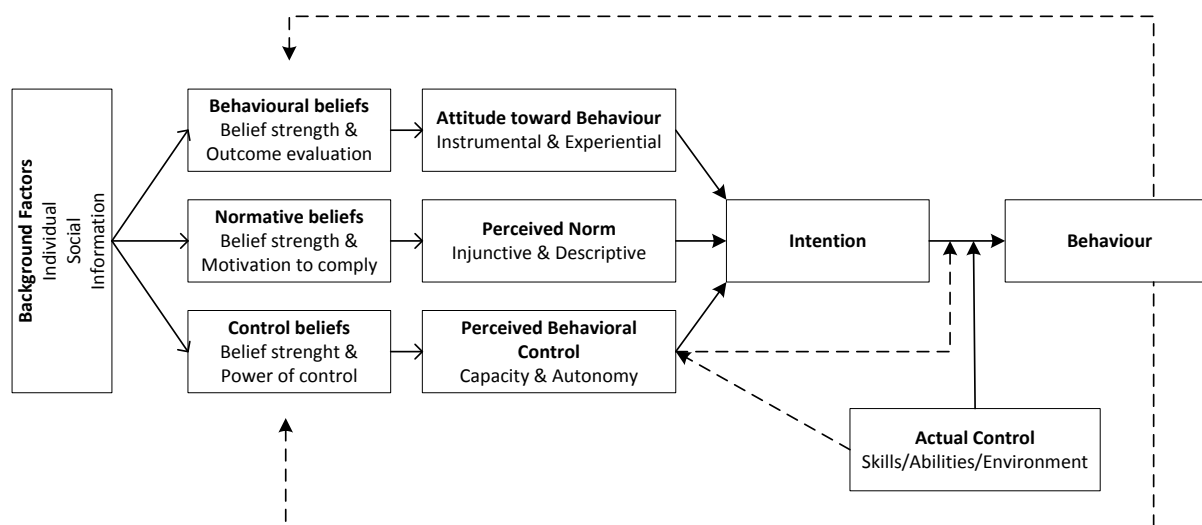 Background Factors
Individual
Social
Information
Behavioural beliefs
Belief strength &
Outcome evaluation
Attitude toward Behaviour
Instrumental & Experiential
Normative beliefs
Belief strength &
Motivation to comply
Perceived Norm
Injunctive & Descriptive
Intention
Behaviour
Control beliefs
Belief strenght &
Power of control
Perceived Behavioral
Control
Capacity & Autonomy
Actual Control
Skills/Abilities/Environment